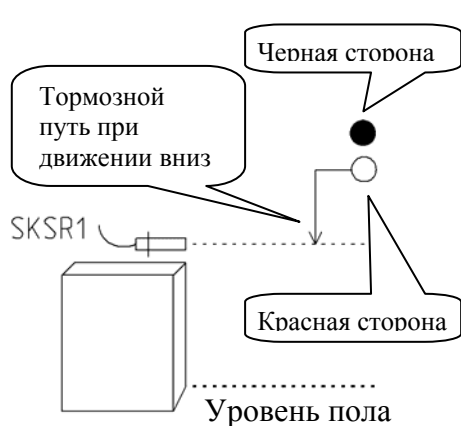 Черная сторона
Тормозной
путь при
движении вниз
SKSR1
Красная сторона
Уровень пола